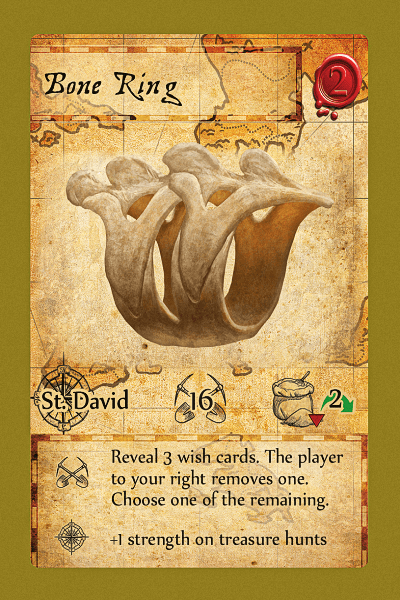 Bone Ring
2
St. David
16
2
Reveal 3 wish cards. The player
to your right removes one.
Choose one of the remaining.
+1 strength on treasure hunts